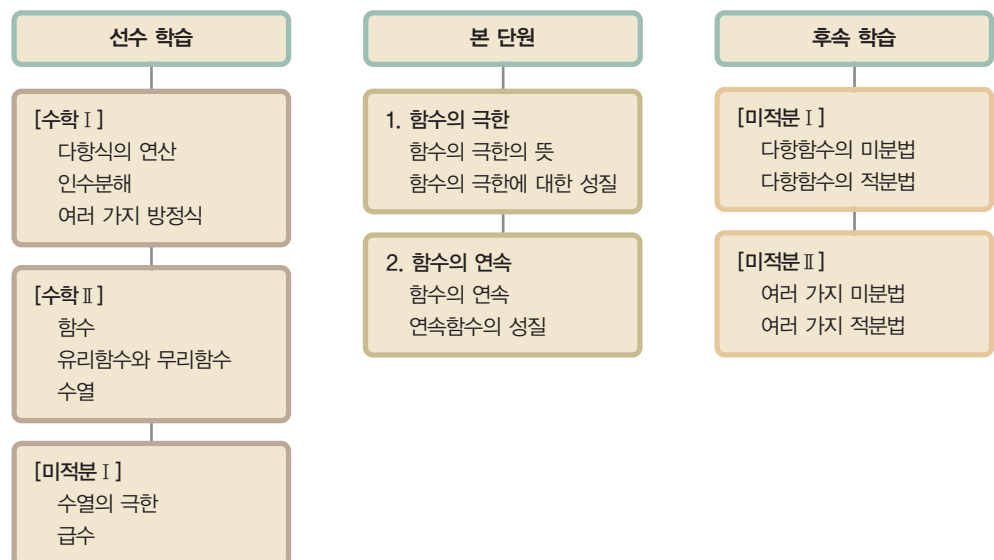 선수 학습
[수학Ⅰ]
다항식의 연산
인수분해
여러 가지 방정식
[수학Ⅱ]
함수
유리함수와 무리함수
수열
[미적분Ⅰ]
수열의 극한
급수
본 단원
1. 함수의 극한
함수의 극한의 뜻
함수의 극한에 대한 성질
2. 함수의 연속
함수의 연속
연속함수의 성질
후속 학습
[미적분Ⅰ]
다항함수의 미분법
다항함수의 적분법
[미적분Ⅱ]
여러 가지 미분법
여러 가지 적분법